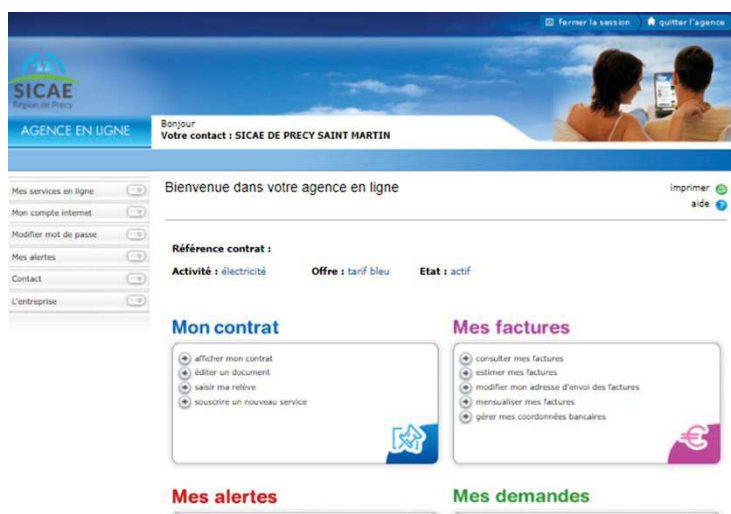 fermer la session
quitter l'agence
SICAE
Région de Precy
AGENCE EN LIGNE
Bonjour
Votre contact : SICAE DE PRECY SAINT MARTIN
Mes services en ligne
Mon compte internet
Modifier mot de passe
Mes alertes
Contact
L'entreprise
Bienvenue dans votre agence en ligne
imprimer
aide ?
Référence contrat :
Activité : électricité Offre : tarif bleu Etat : actif
Mon contrat
afficher mon contrat
éditer un document
saisir ma relève
souscrire un nouveau service
Mes factures
consulter mes factures
estimer mes factures
modifier mon adresse d'envoi des factures
mensualiser mes factures
gérer mes coordonnées bancaires
€
Mes alertes
Mes demandes